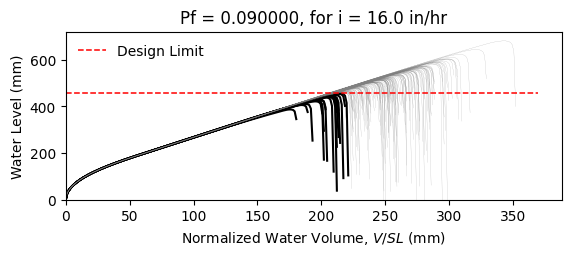 Pf = 0.090000, for i = 16.0 in/hr
Design Limit
Water Level (mm)
600
400
200
0
0 50 100 150 200 250 300 350
Normalized Water Volume, V/SL (mm)